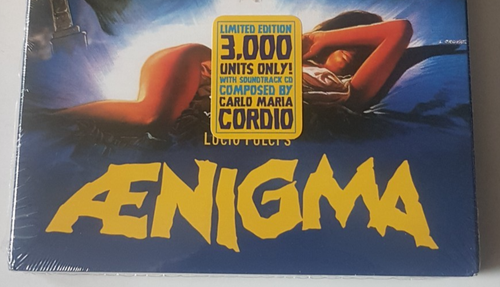 LIMITED EDITION
3,000
UNITS ONLY!
WITH SOUNDTRACK CD
COMPOSED BY
CARLO MARIA
CORDIO
LUCIO FULCI'S
ÆNIGMA